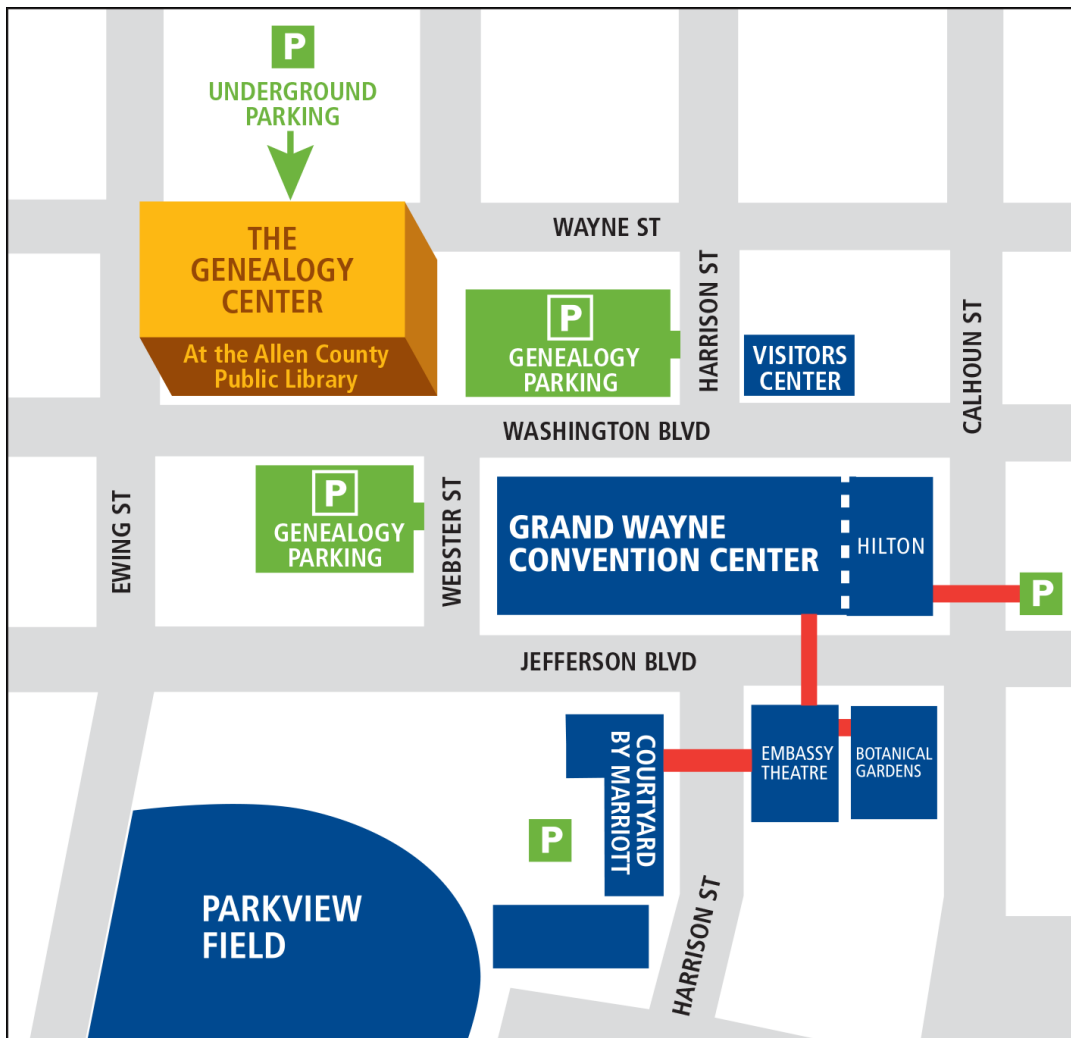 P
UNDERGROUND
PARKING
WAYNE ST
THE
GENEALOGY
CENTER
At the Allen County
Public Library
P
GENEALOGY
PARKING
HARRISON ST
VISITORS
CENTER
CALHOUN ST
WASHINGTON BLVD
EWING ST
P
GENEALOGY
PARKING
WEBSTER ST
GRAND WAYNE
CONVENTION CENTER
HILTON
P
JEFFERSON BLVD
COURTYARD
BY MARRIOTT
EMBASSY
THEATRE
BOTANICAL
GARDENS
P
PARKVIEW
FIELD
HARRISON ST